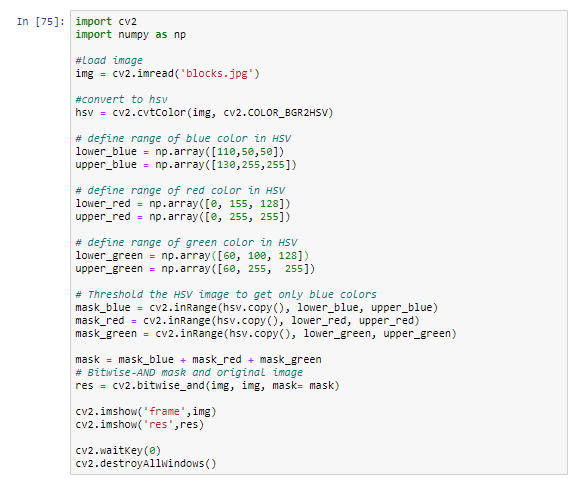 In [75]: import cv2
import numpy as np
#Load image
img = cv2.imread('blocks.jpg')
#convert to hsv
hsv = cv2.cvtColor(img, cv2.COLOR_BGR2HSV)
# define range of blue color in HSV
lower_blue = np.array([110,50,50])
upper_blue = np.array([130,255,255])
# define range of red color in HSV
lower_red = np.array([0, 155, 128])
upper_red = np.array([0, 255, 255])
# define range of green color in HSV
lower_green = np.array([60, 100, 128])
upper_green = np.array([60, 255,  255])
# Threshold the HSV image to get only blue colors
mask_blue = cv2.inRange(hsv.copy(), lower_blue, upper_blue)
mask_red = cv2.inRange(hsv.copy(), lower_red, upper_red)
mask_green = cv2.inRange(hsv.copy(), lower_green, upper_green)
mask = mask_blue + mask_red + mask_green
# Bitwise-AND mask and original image
res = cv2.bitwise_and(img, img, mask= mask)
cv2.imshow('frame',img)
cv2.imshow('res',res)
cv2.waitKey(0)
cv2.destroyAllWindows()